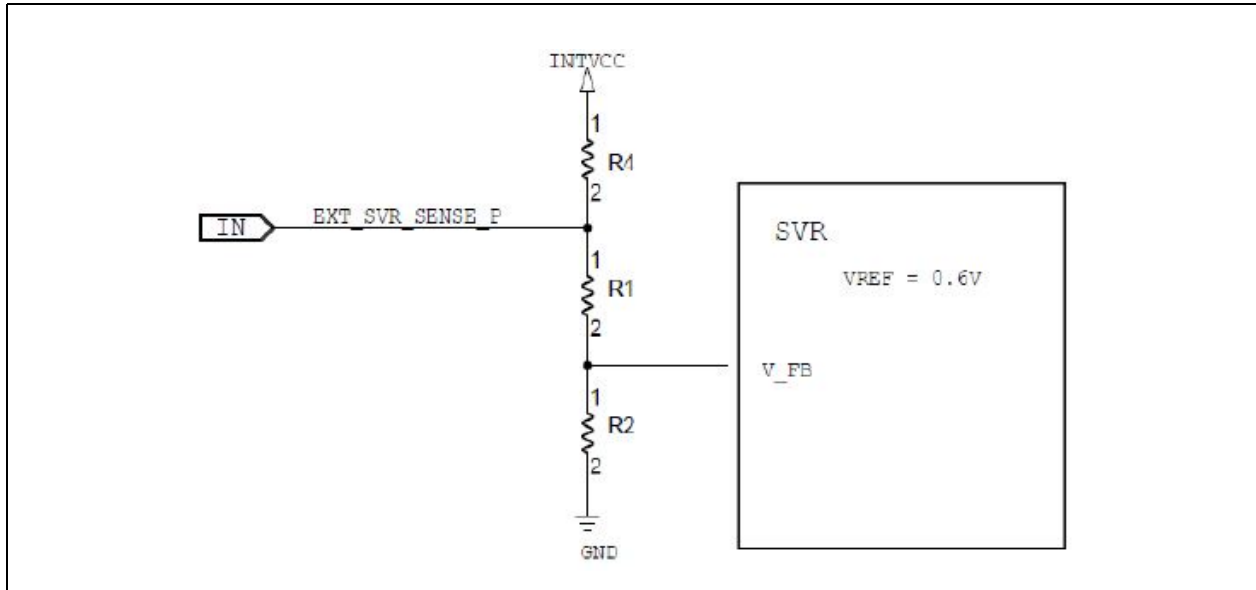 INTVCC
1
R4
2
IN
EXT_SVR_SENSE_P
1
R1
2
1
R2
2
GND
SVR
VREF = 0.6V
V_FB